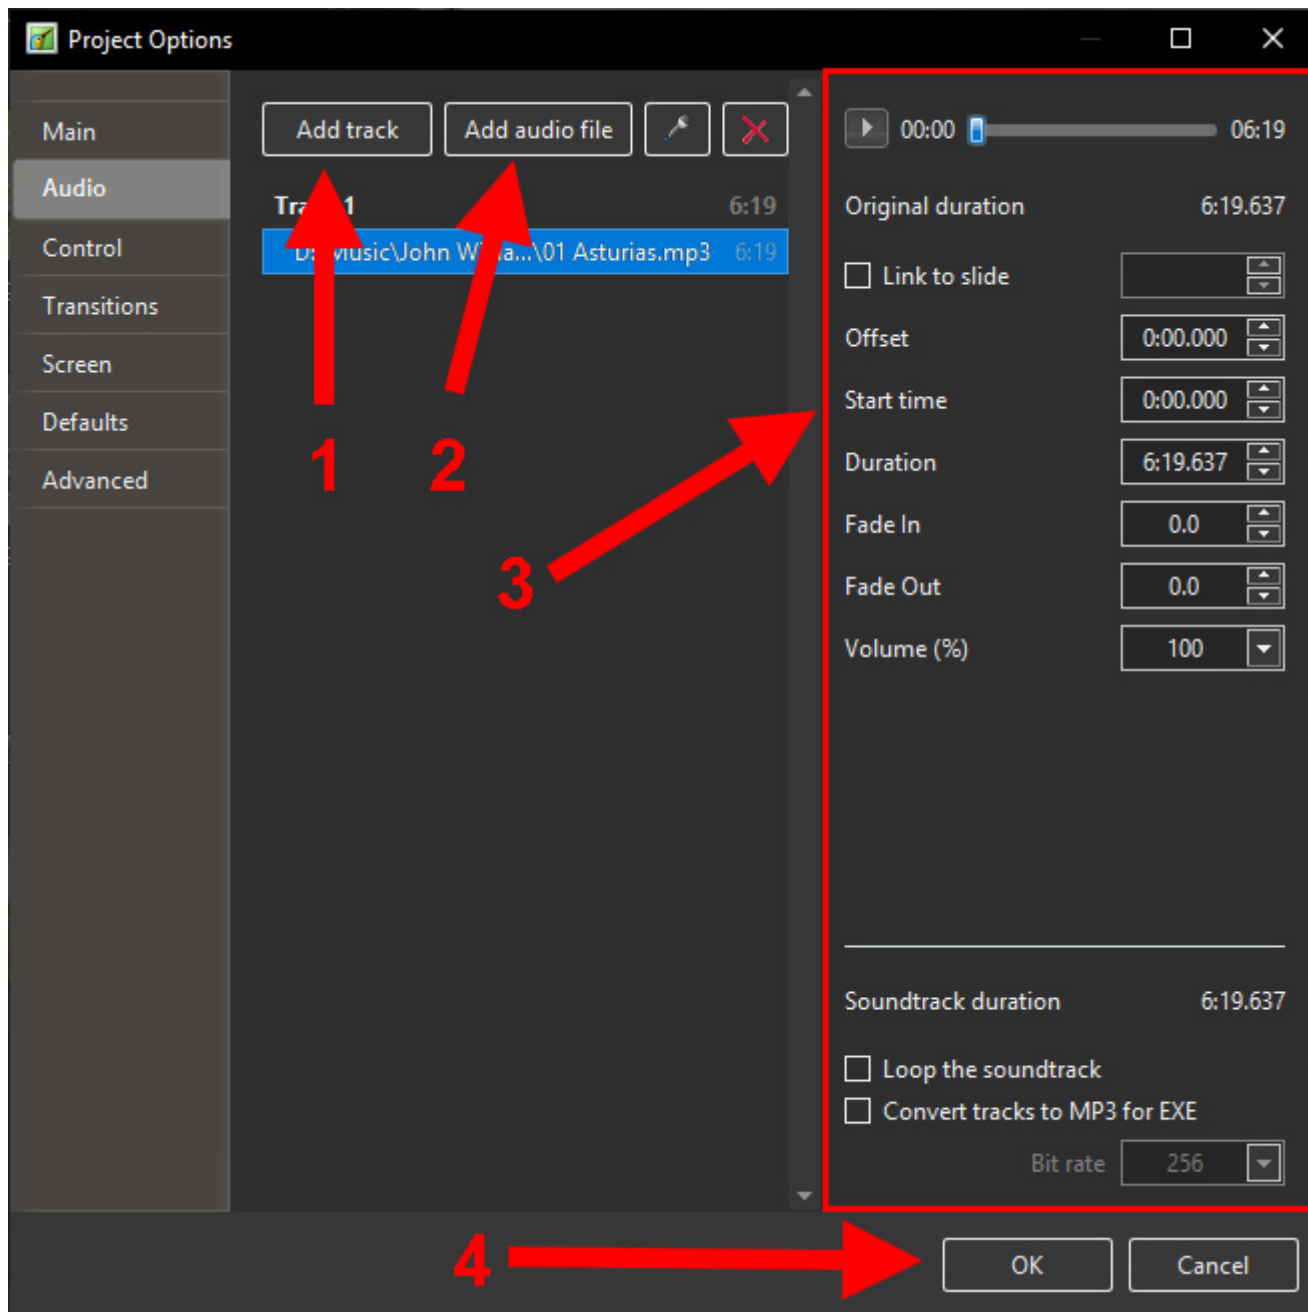 Project Options
Main
Audio
Control
Transitions
Screen
Defaults
Advanced
Add track
Add audio file
6:19
\01 Asturias.mp3 6:19
1
2
3
4
00:00 06:19
Original duration 6:19.637
Link to slide
Offset 0:00.000
Start time 0:00.000
Duration 6:19.637
Fade In 0.0
Fade Out 0.0
Volume (%) 100
Soundtrack duration 6:19.637
Loop the soundtrack
Convert tracks to MP3 for EXE
Bit rate 256
OK
Cancel